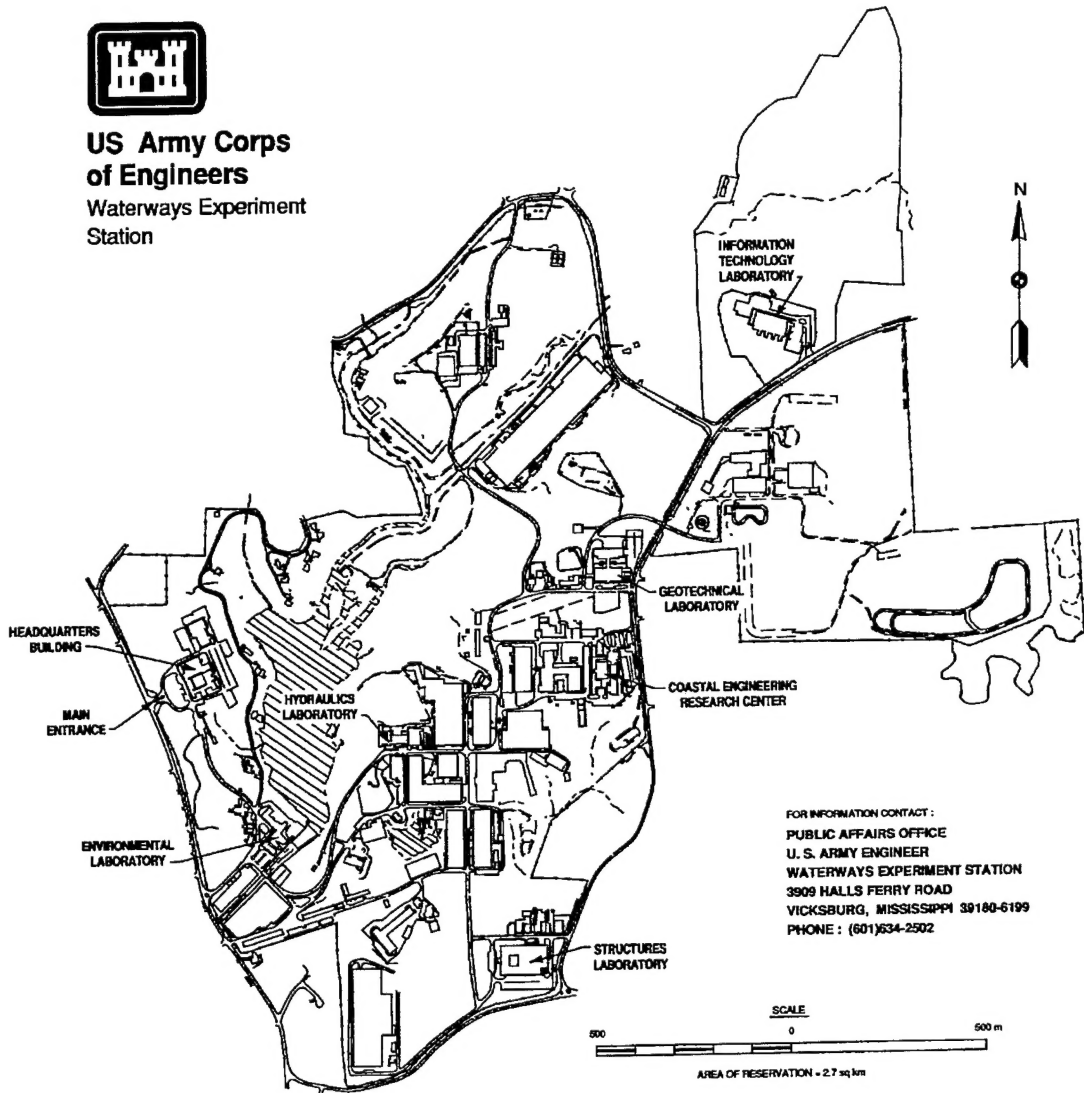 US Army Corps
of Engineers
Waterways Experiment
Station
N
INFORMATION
TECHNOLOGY
LABORATORY
GEOTECHNICAL
LABORATORY
HEADQUARTERS
BUILDING
MAIN
ENTRANCE
HYDRAULICS
LABORATORY
COASTAL ENGINEERING
RESEARCH CENTER
ENVIRONMENTAL
LABORATORY
STRUCTURES
LABORATORY
FOR INFORMATION CONTACT :
PUBLIC AFFAIRS OFFICE
U. S. ARMY ENGINEER
WATERWAYS EXPERIMENT STATION
3909 HALLS FERRY ROAD
VICKSBURG, MISSISSIPPI 39180-6199
PHONE : (601)634-2502
SCALE
500 0 500 m
AREA OF RESERVATION = 2.7 sq km